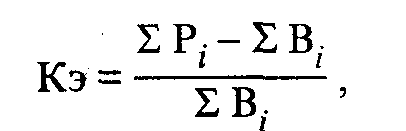 Кэ = (Σ Pᵢ – Σ Bᵢ) / Σ Bᵢ ,